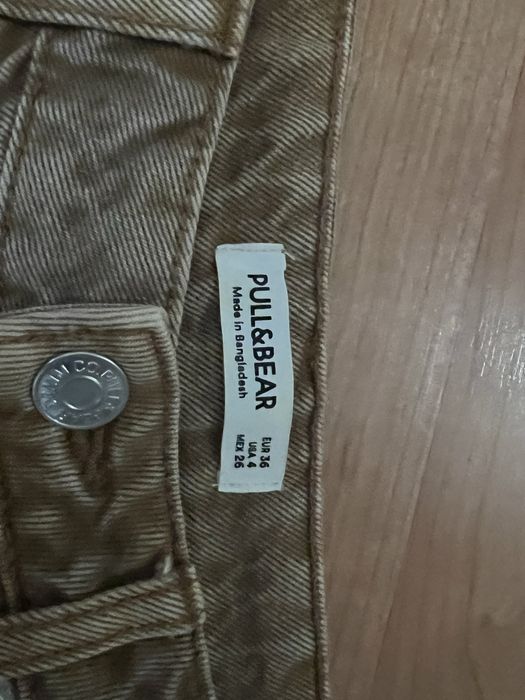 PULL&BEAR
Made in Bangladesh
EUR 36
USA 4
MEX 26